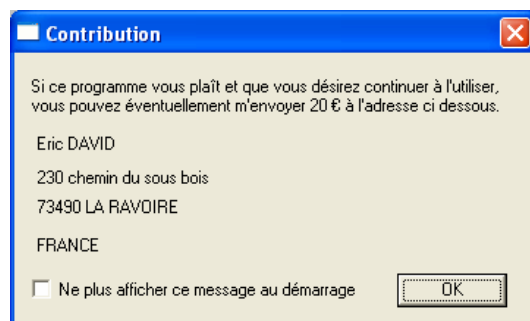 Contribution
Si ce programme vous plaît et que vous désirez continuer à l'utiliser,
vous pouvez éventuellement m'envoyer 20 € à l'adresse ci dessous.
Eric DAVID
230 chemin du sous bois
73490 LA RAVOIRE
FRANCE
Ne plus afficher ce message au démarrage
OK